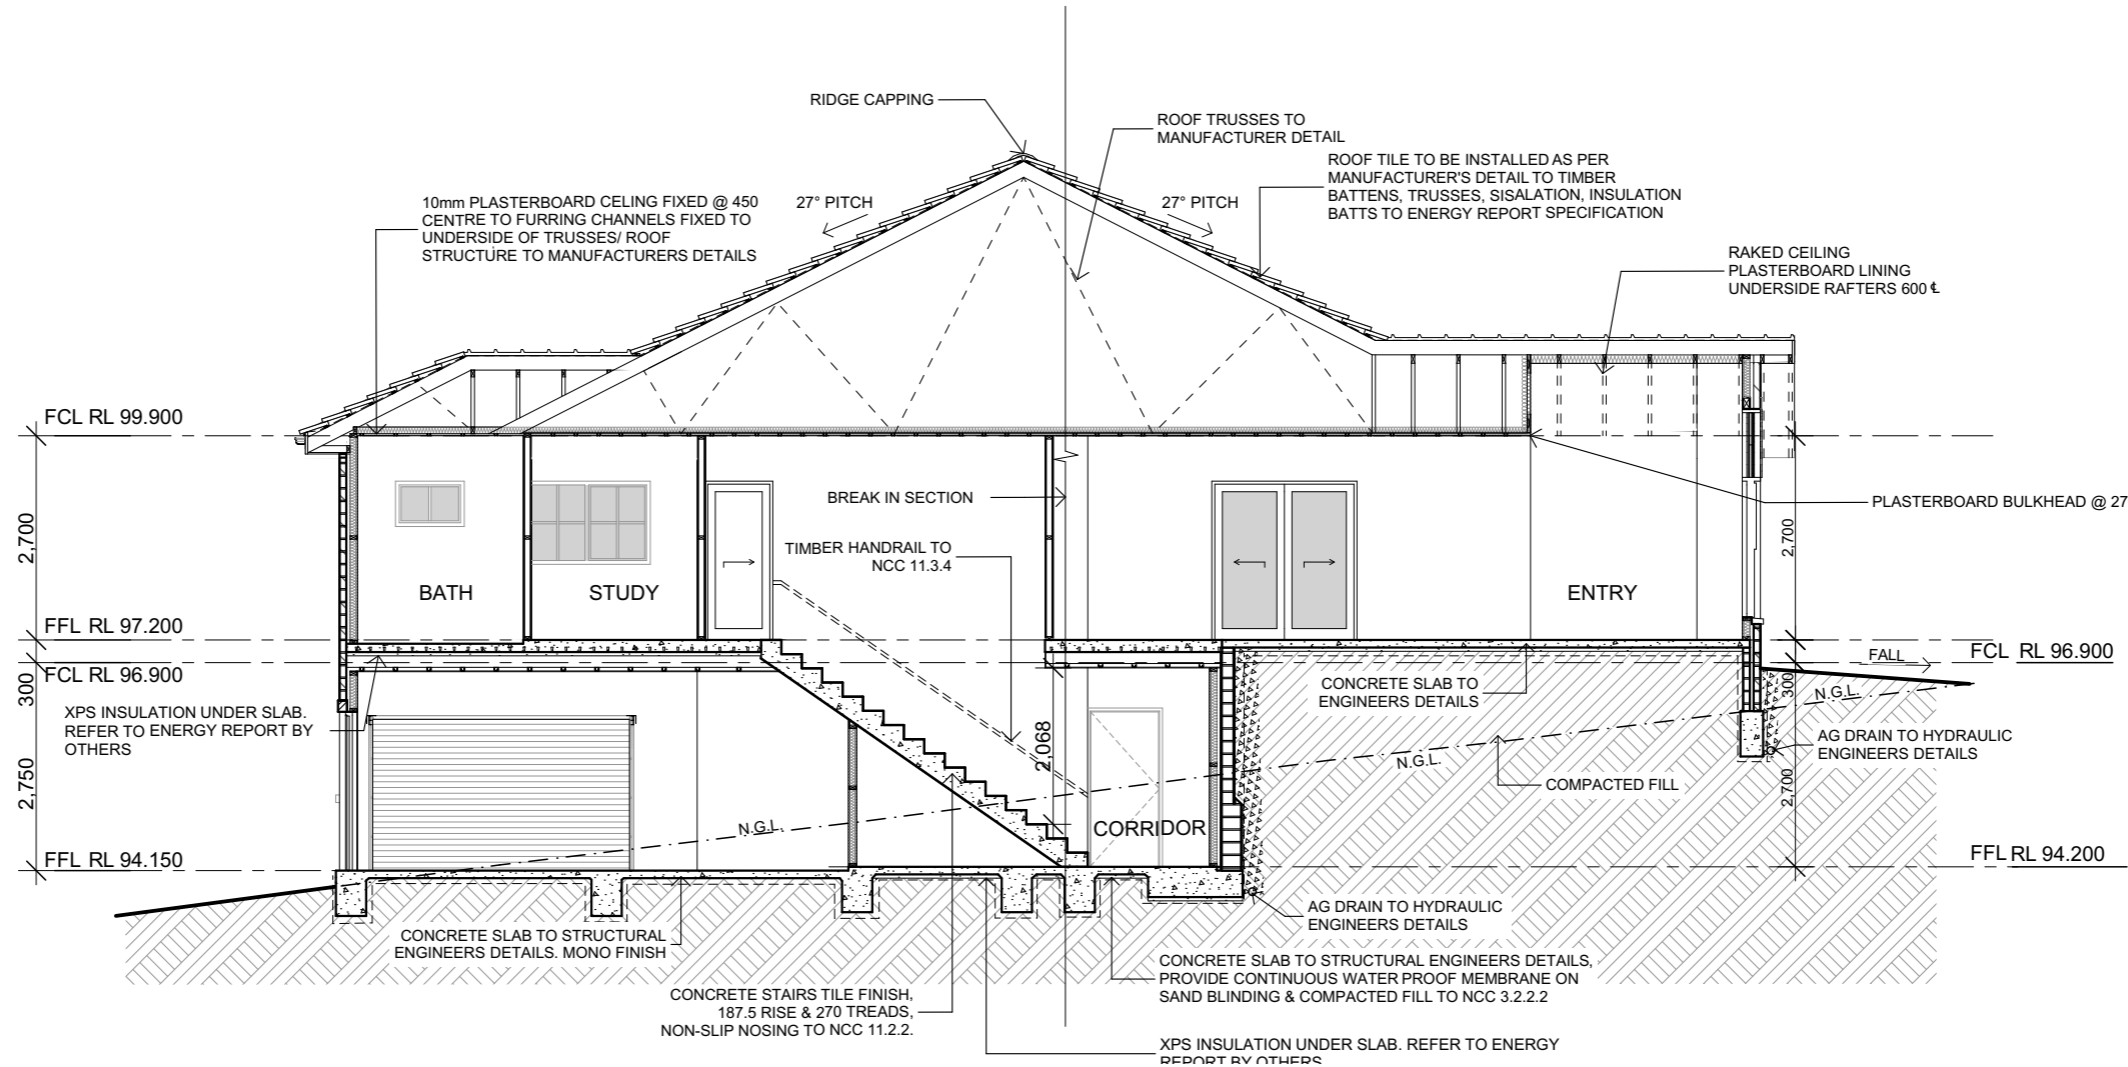 RIDGE CAPPING
ROOF TRUSSES TO
MANUFACTURER DETAIL
ROOF TILE TO BE INSTALLED AS PER
MANUFACTURER'S DETAIL TO TIMBER
BATTENS, TRUSSES, SISALATION, INSULATION
BATTS TO ENERGY REPORT SPECIFICATION
10mm PLASTERBOARD CELING FIXED @ 450
CENTRE TO FURRING CHANNELS FIXED TO
UNDERSIDE OF TRUSSES/ ROOF
STRUCTURE TO MANUFACTURERS DETAILS
27° PITCH
27° PITCH
RAKED CEILING
PLASTERBOARD LINING
UNDERSIDE RAFTERS 600 ℄
FCL RL 99.900
BREAK IN SECTION
PLASTERBOARD BULKHEAD @ 27
2,700
2,700
TIMBER HANDRAIL TO
NCC 11.3.4
BATH
STUDY
ENTRY
FFL RL 97.200
FCL RL 96.900
FALL
FCL RL 96.900
300
300
N.G.L.
CONCRETE SLAB TO
ENGINEERS DETAILS
XPS INSULATION UNDER SLAB.
REFER TO ENERGY REPORT BY
OTHERS
2,068
AG DRAIN TO HYDRAULIC
ENGINEERS DETAILS
N.G.L.
COMPACTED FILL
2,750
2,700
N.G.L.
CORRIDOR
FFL RL 94.150
FFL RL 94.200
AG DRAIN TO HYDRAULIC
ENGINEERS DETAILS
CONCRETE SLAB TO STRUCTURAL
ENGINEERS DETAILS. MONO FINISH
CONCRETE SLAB TO STRUCTURAL ENGINEERS DETAILS,
PROVIDE CONTINUOUS WATER PROOF MEMBRANE ON
SAND BLINDING & COMPACTED FILL TO NCC 3.2.2.2
CONCRETE STAIRS TILE FINISH,
187.5 RISE & 270 TREADS,
NON-SLIP NOSING TO NCC 11.2.2.
XPS INSULATION UNDER SLAB. REFER TO ENERGY
REPORT BY OTHERS